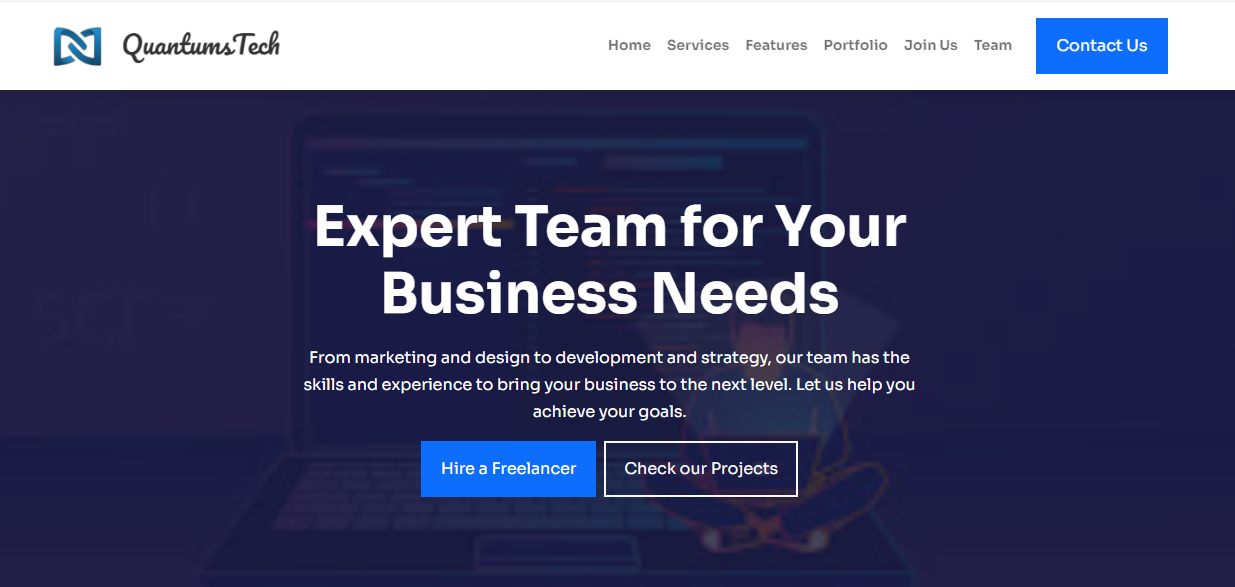 QuantumsTech
Home Services Features Portfolio Join Us Team Contact Us
Expert Team for Your
Business Needs
From marketing and design to development and strategy, our team has the
skills and experience to bring your business to the next level. Let us help you
achieve your goals.
Hire a Freelancer Check our Projects